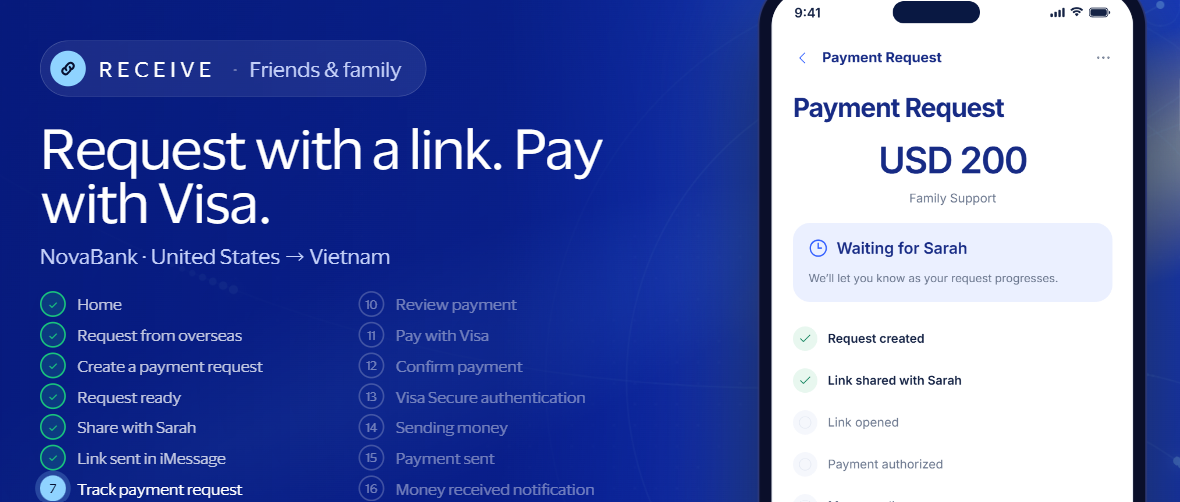 RECEIVE · Friends & family
Request with a link. Pay
with Visa.
NovaBank · United States → Vietnam
Home
Request from overseas
Create a payment request
Request ready
Share with Sarah
Link sent in iMessage
7 Track payment request
10 Review payment
11 Pay with Visa
12 Confirm payment
13 Visa Secure authentication
14 Sending money
15 Payment sent
16 Money received notification
9:41
Payment Request
Payment Request
USD 200
Family Support
Waiting for Sarah
We'll let you know as your request progresses.
Request created
Link shared with Sarah
Link opened
Payment authorized